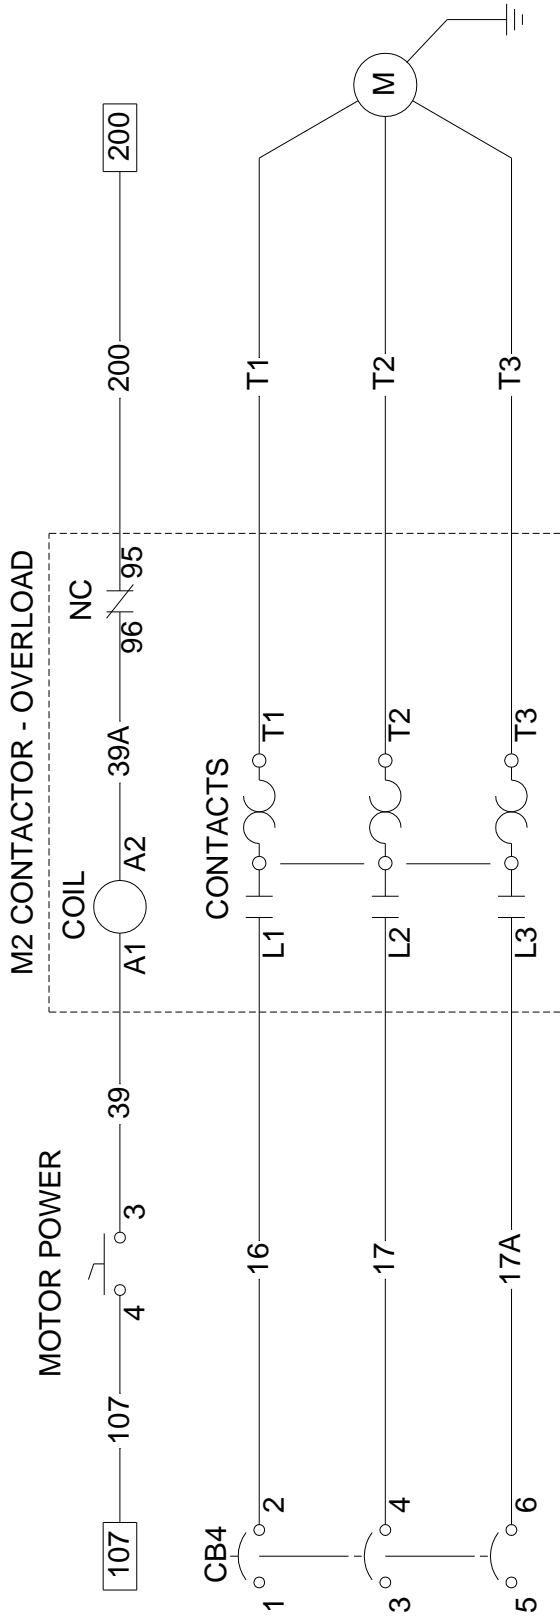 M2 CONTACTOR - OVERLOAD
MOTOR POWER
COIL
NC
107
107
4
3
39
A1
A2
39A
96
95
200
200
CONTACTS
CB4
1
2
16
L1
T1
T1
3
4
17
L2
T2
T2
M
5
6
17A
L3
T3
T3